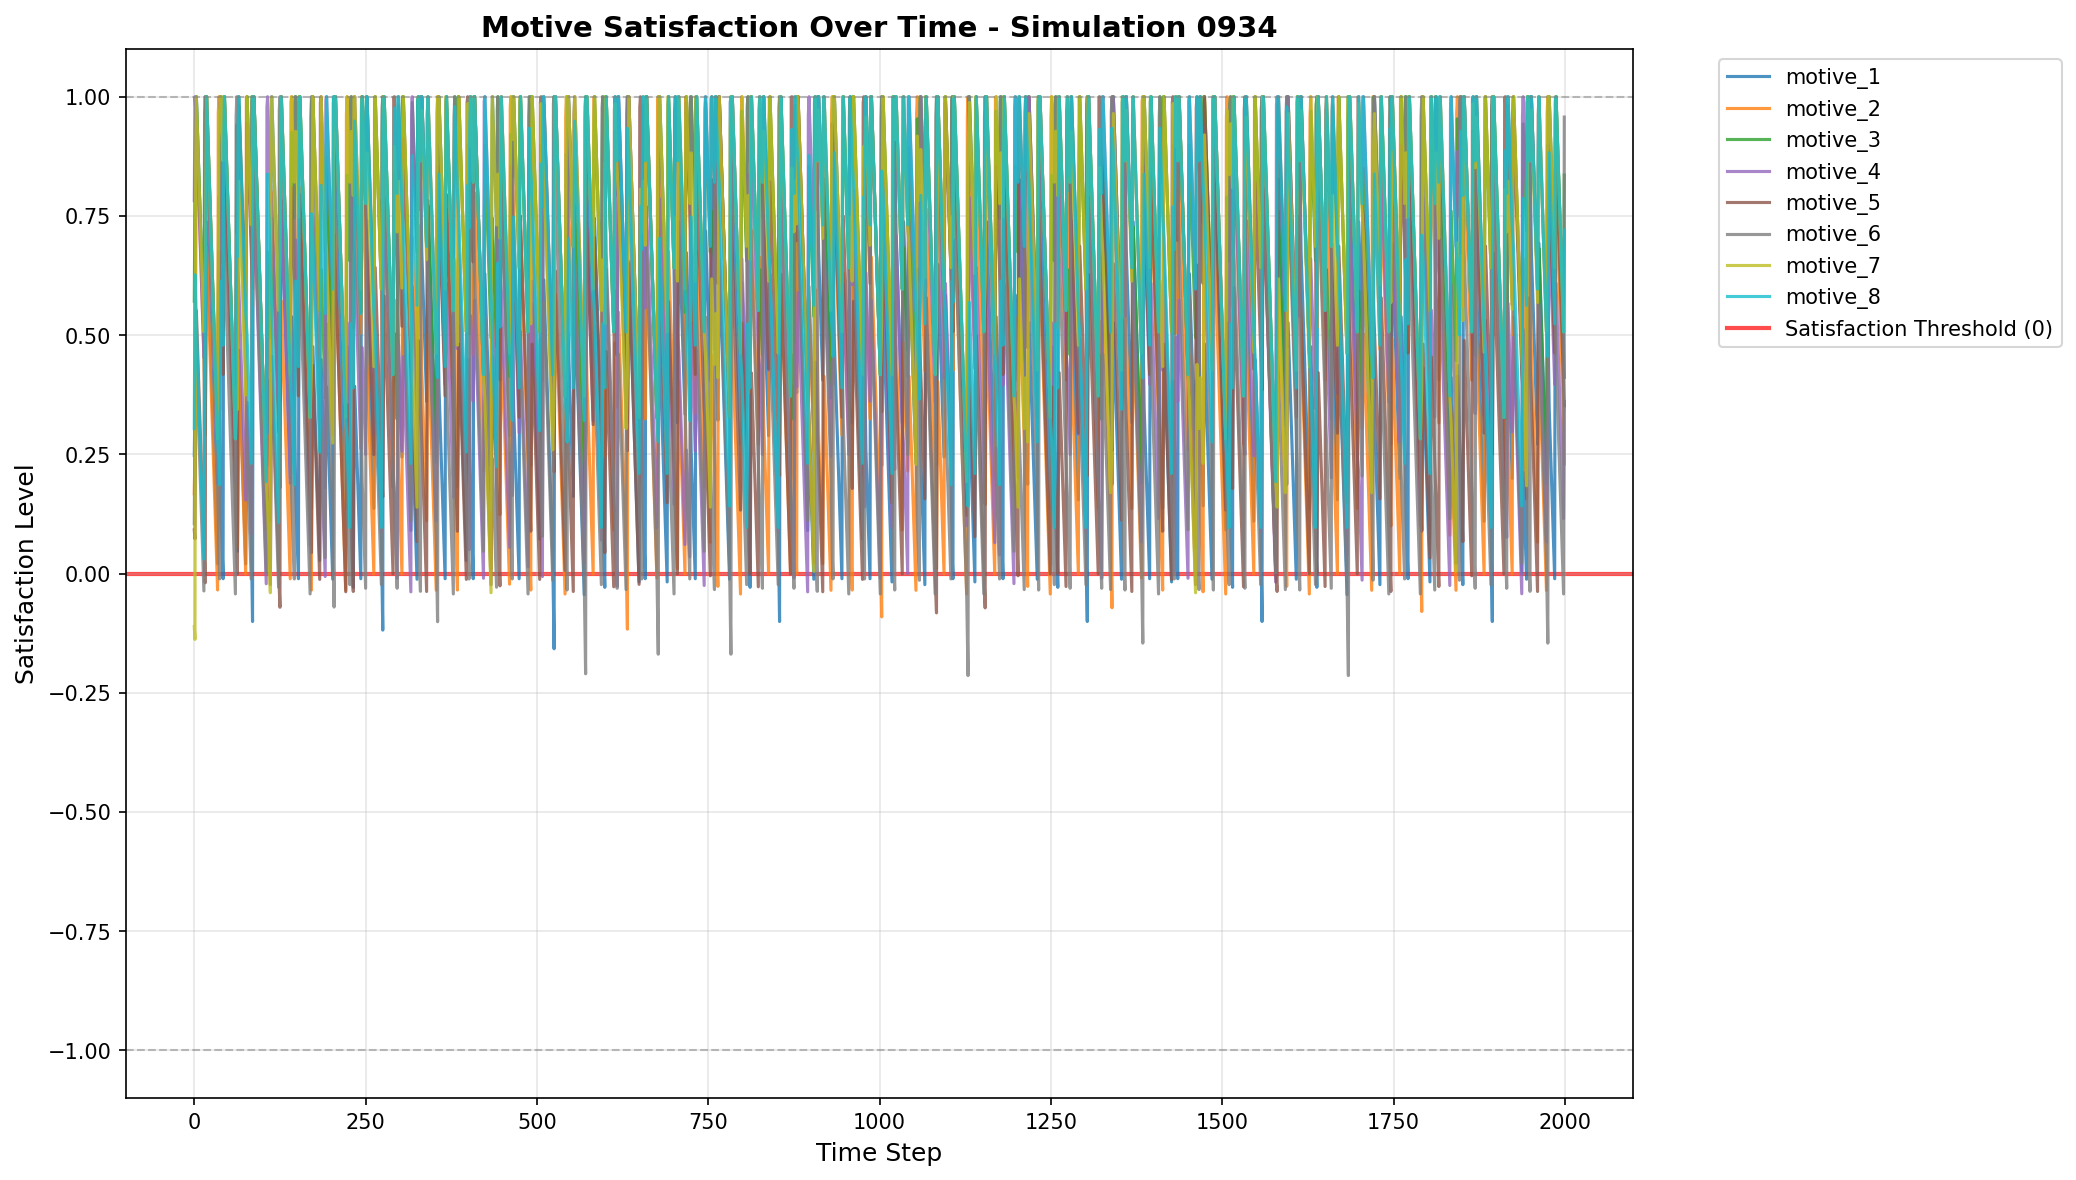 Motive Satisfaction Over Time - Simulation 0934
1.00
0.75
0.50
0.25
0.00
−0.25
−0.50
−0.75
−1.00
Satisfaction Level
0 250 500 750 1000 1250 1500 1750 2000
Time Step
motive_1
motive_2
motive_3
motive_4
motive_5
motive_6
motive_7
motive_8
Satisfaction Threshold (0)